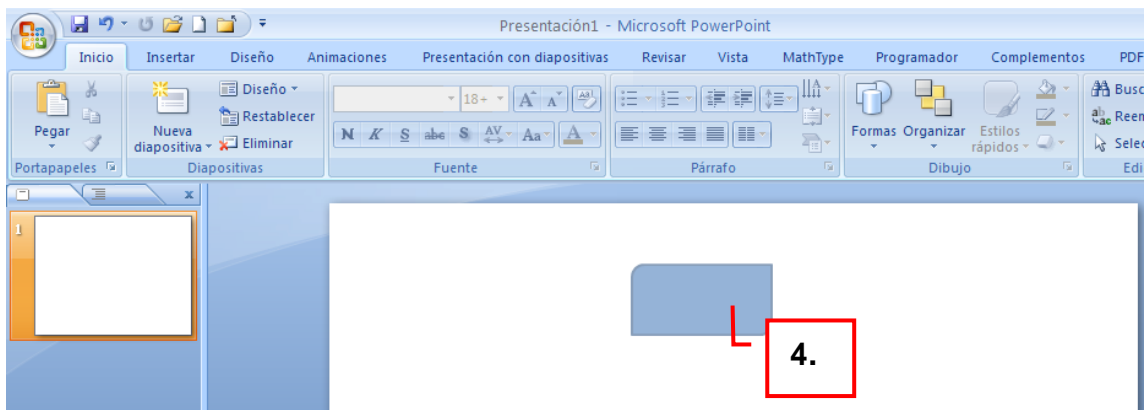 Presentación1 - Microsoft PowerPoint
Inicio Insertar Diseño Animaciones Presentación con diapositivas Revisar Vista MathType Programador Complementos PDF
Pegar
Portapapeles
Nueva diapositiva
Diseño
Restablecer
Eliminar
Diapositivas
18+ A A
N K S abe S AV Aa A
Fuente
Párrafo
Formas Organizar Estilos rápidos
Dibujo
Busc
Reen
Selec
Edi
1
4.